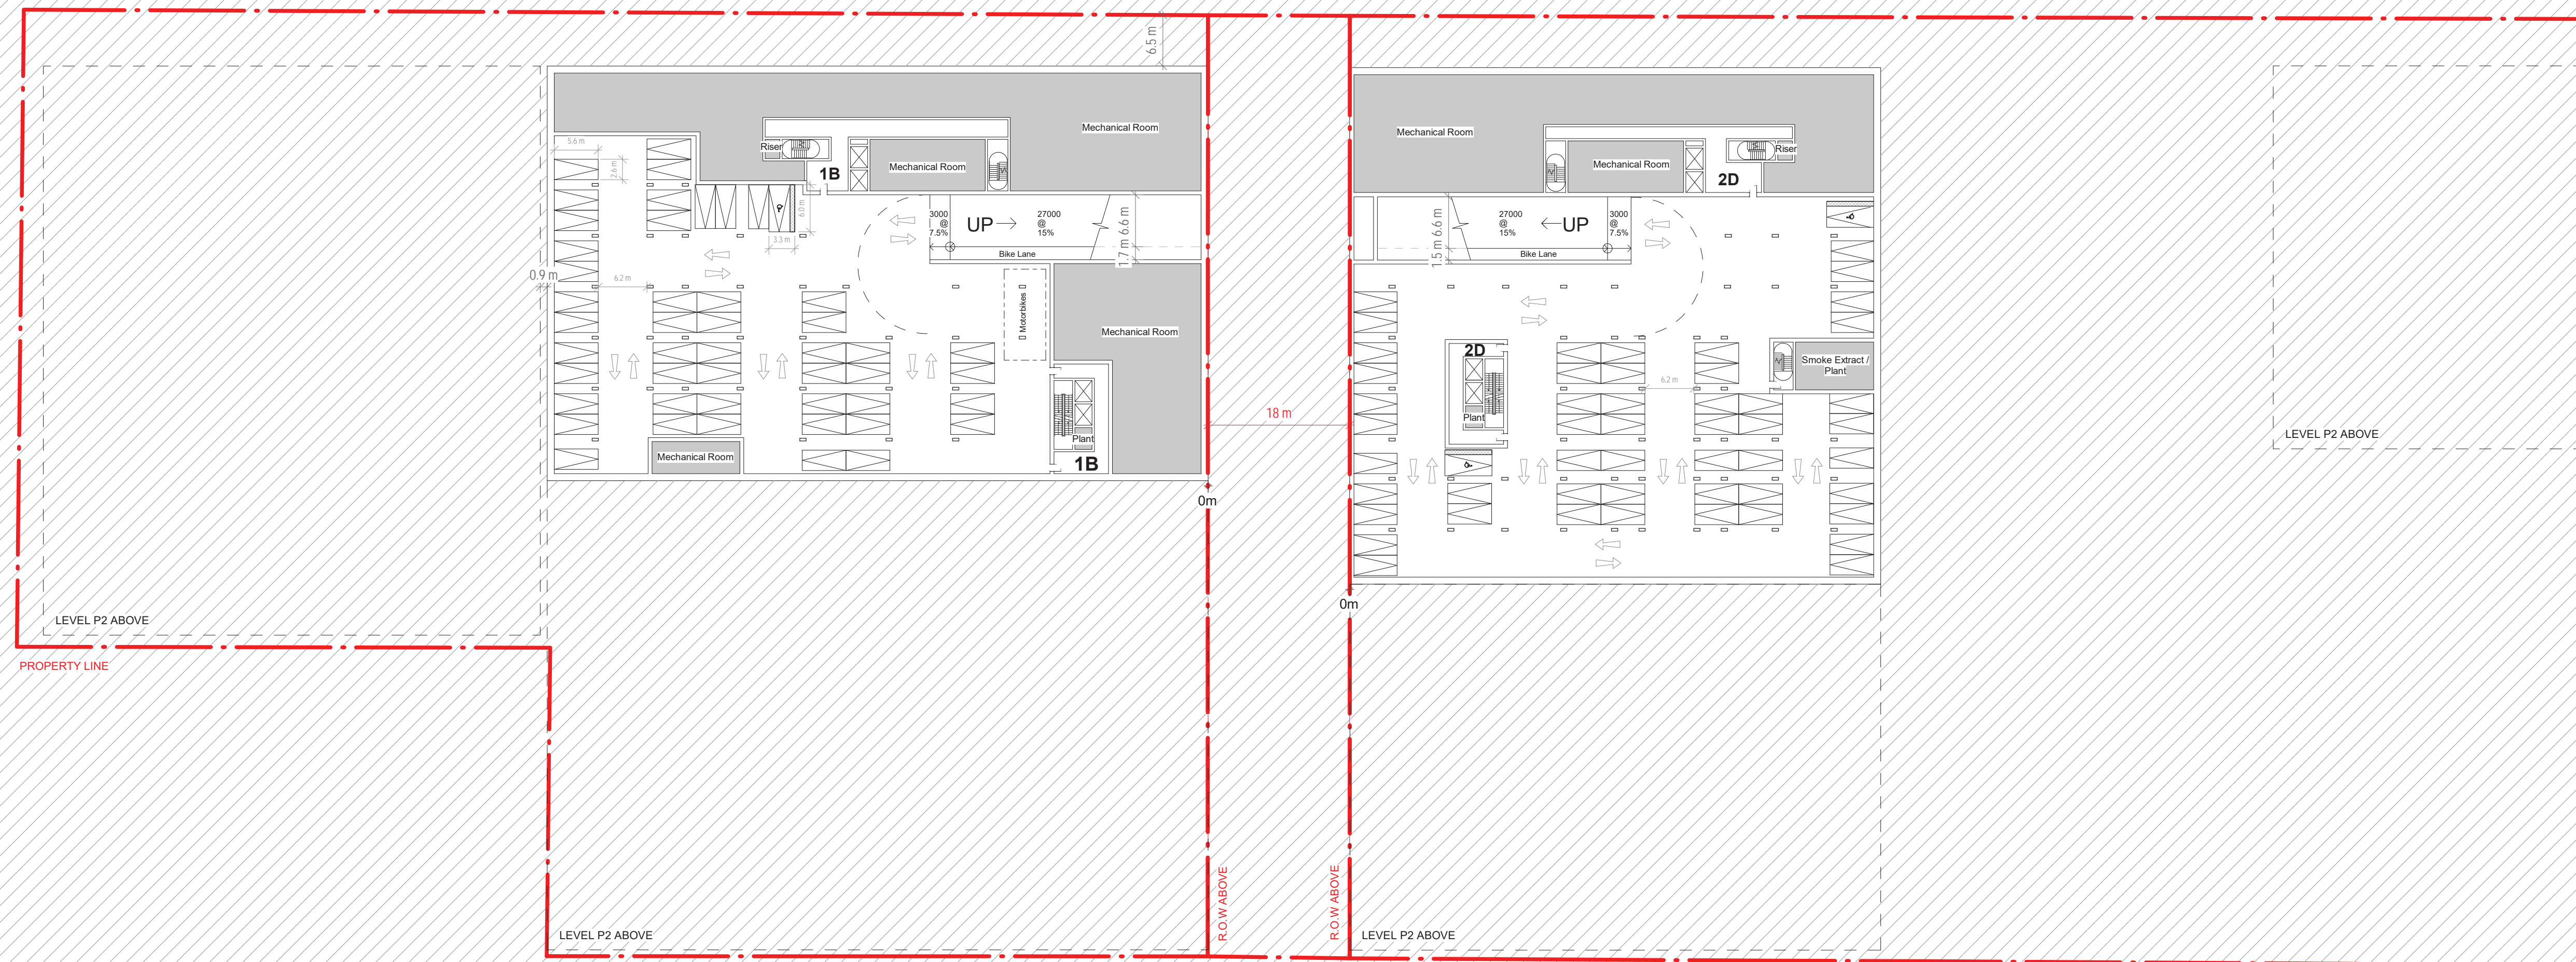 6.5 m
Mechanical Room
Mechanical Room
5.6 m
Riser
Riser
2.6 m
Mechanical Room
Mechanical Room
1B
2D
6.0 m
3000
@
7.5%
UP
27000
@
15%
1.7 m 6.6 m
1.5 m 6.6 m
27000
@
15%
UP
3000
@
7.5%
3.3 m
Bike Lane
Bike Lane
0.9 m
6.2 m
Motorbikes
Mechanical Room
2D
Smoke Extract /
Plant
6.2 m
18 m
Plant
Plant
LEVEL P2 ABOVE
Mechanical Room
1B
0m
0m
LEVEL P2 ABOVE
PROPERTY LINE
R.O.W ABOVE
R.O.W ABOVE
LEVEL P2 ABOVE
LEVEL P2 ABOVE